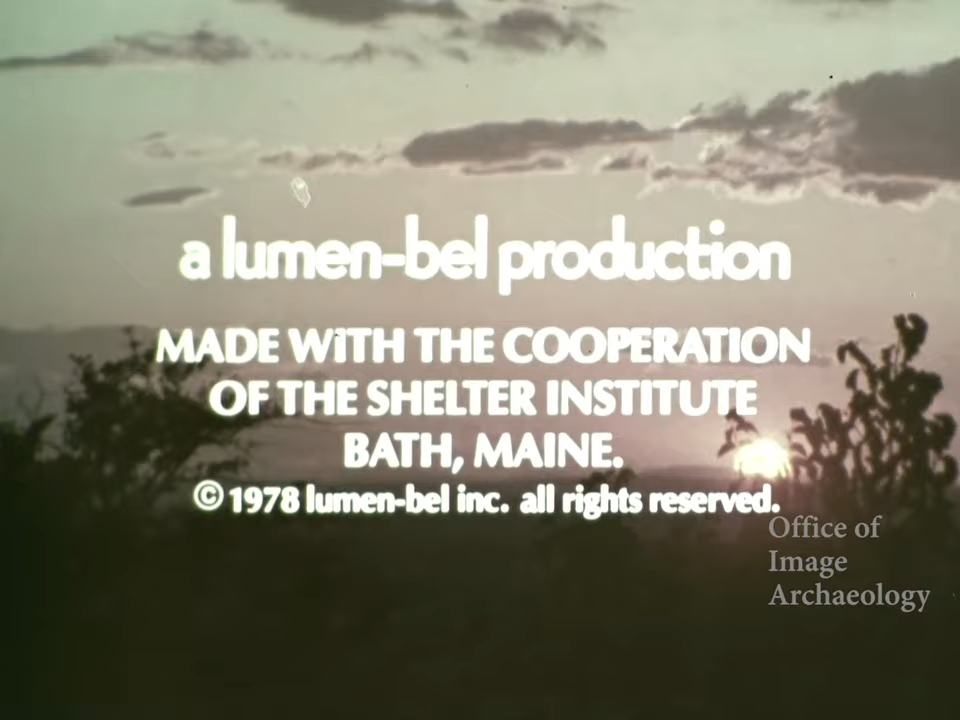 a lumen-bel production
MADE WiTH THE COOPERATION
OF THE SHELTER INSTITUTE
BATH, MAINE.
© 1978 lumen-bel inc. all rights reserved.
Office of
Image
Archaeology